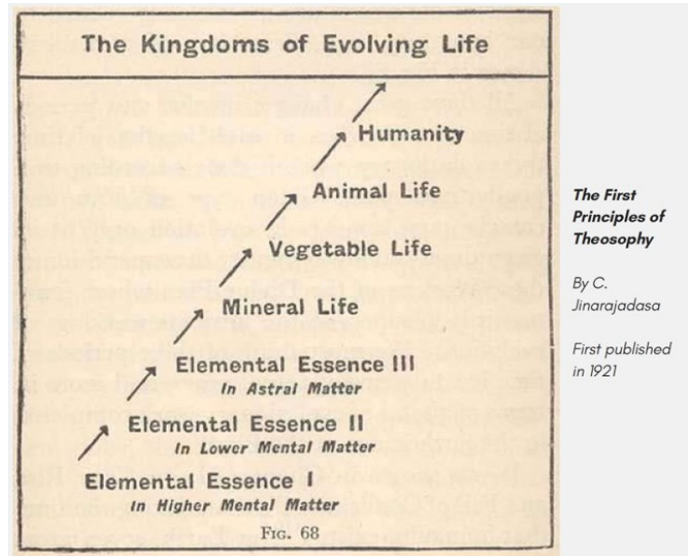 The Kingdoms of Evolving Life
Humanity
Animal Life
Vegetable Life
Mineral Life
Elemental Essence III
In Astral Matter
Elemental Essence II
In Lower Mental Matter
Elemental Essence I
In Higher Mental Matter
FIG. 68
The First
Principles of
Theosophy
By C.
Jinarajadasa
First published
in 1921